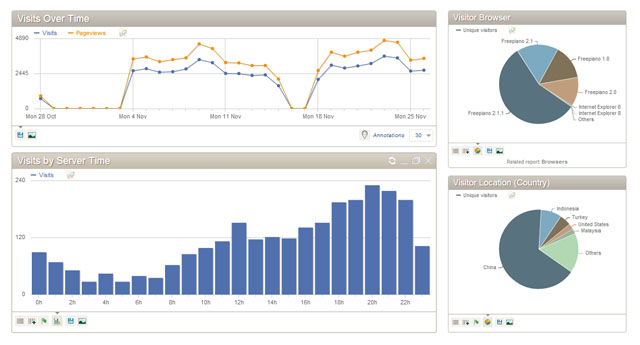 Visits Over Time
Visits Pageviews
4890
2445
0
Mon 28 Oct Mon 4 Nov Mon 11 Nov Mon 18 Nov Mon 25 Nov
Annotations 30
Visits by Server Time
Visits
240
120
0
0h 2h 4h 6h 8h 10h 12h 14h 16h 18h 20h 22h
Visitor Browser
Unique visitors
Freepiano 2.1
Freepiano 1.8
Freepiano 2.0
Internet Explorer 6
Internet Explorer 8
Others
Freepiano 2.1.1
Related report: Browsers
Visitor Location (Country)
Unique visitors
Indonesia
Turkey
United States
Malaysia
Others
China